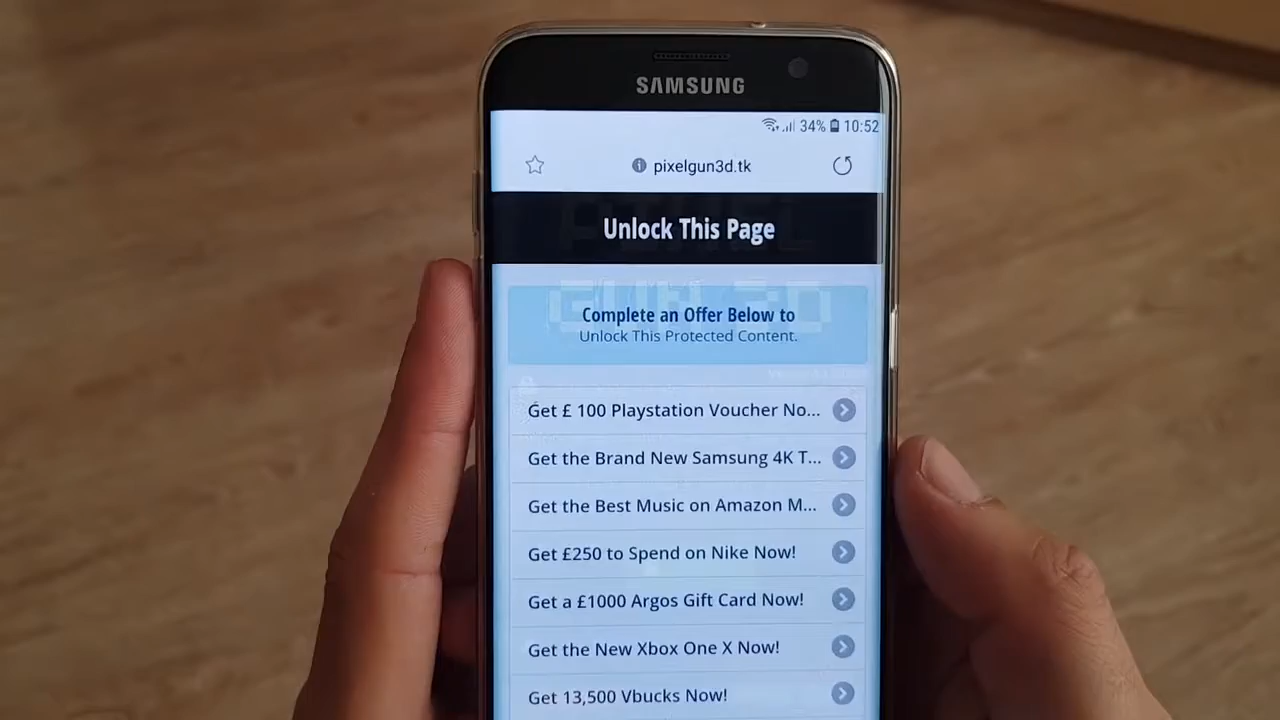 SAMSUNG
34% 10:52
pixelgun3d.tk
Unlock This Page
GUN 3D
Complete an Offer Below to
Unlock This Protected Content.
Get £ 100 Playstation Voucher No...
Get the Brand New Samsung 4K T...
Get the Best Music on Amazon M...
Get £250 to Spend on Nike Now!
Get a £1000 Argos Gift Card Now!
Get the New Xbox One X Now!
Get 13,500 Vbucks Now!